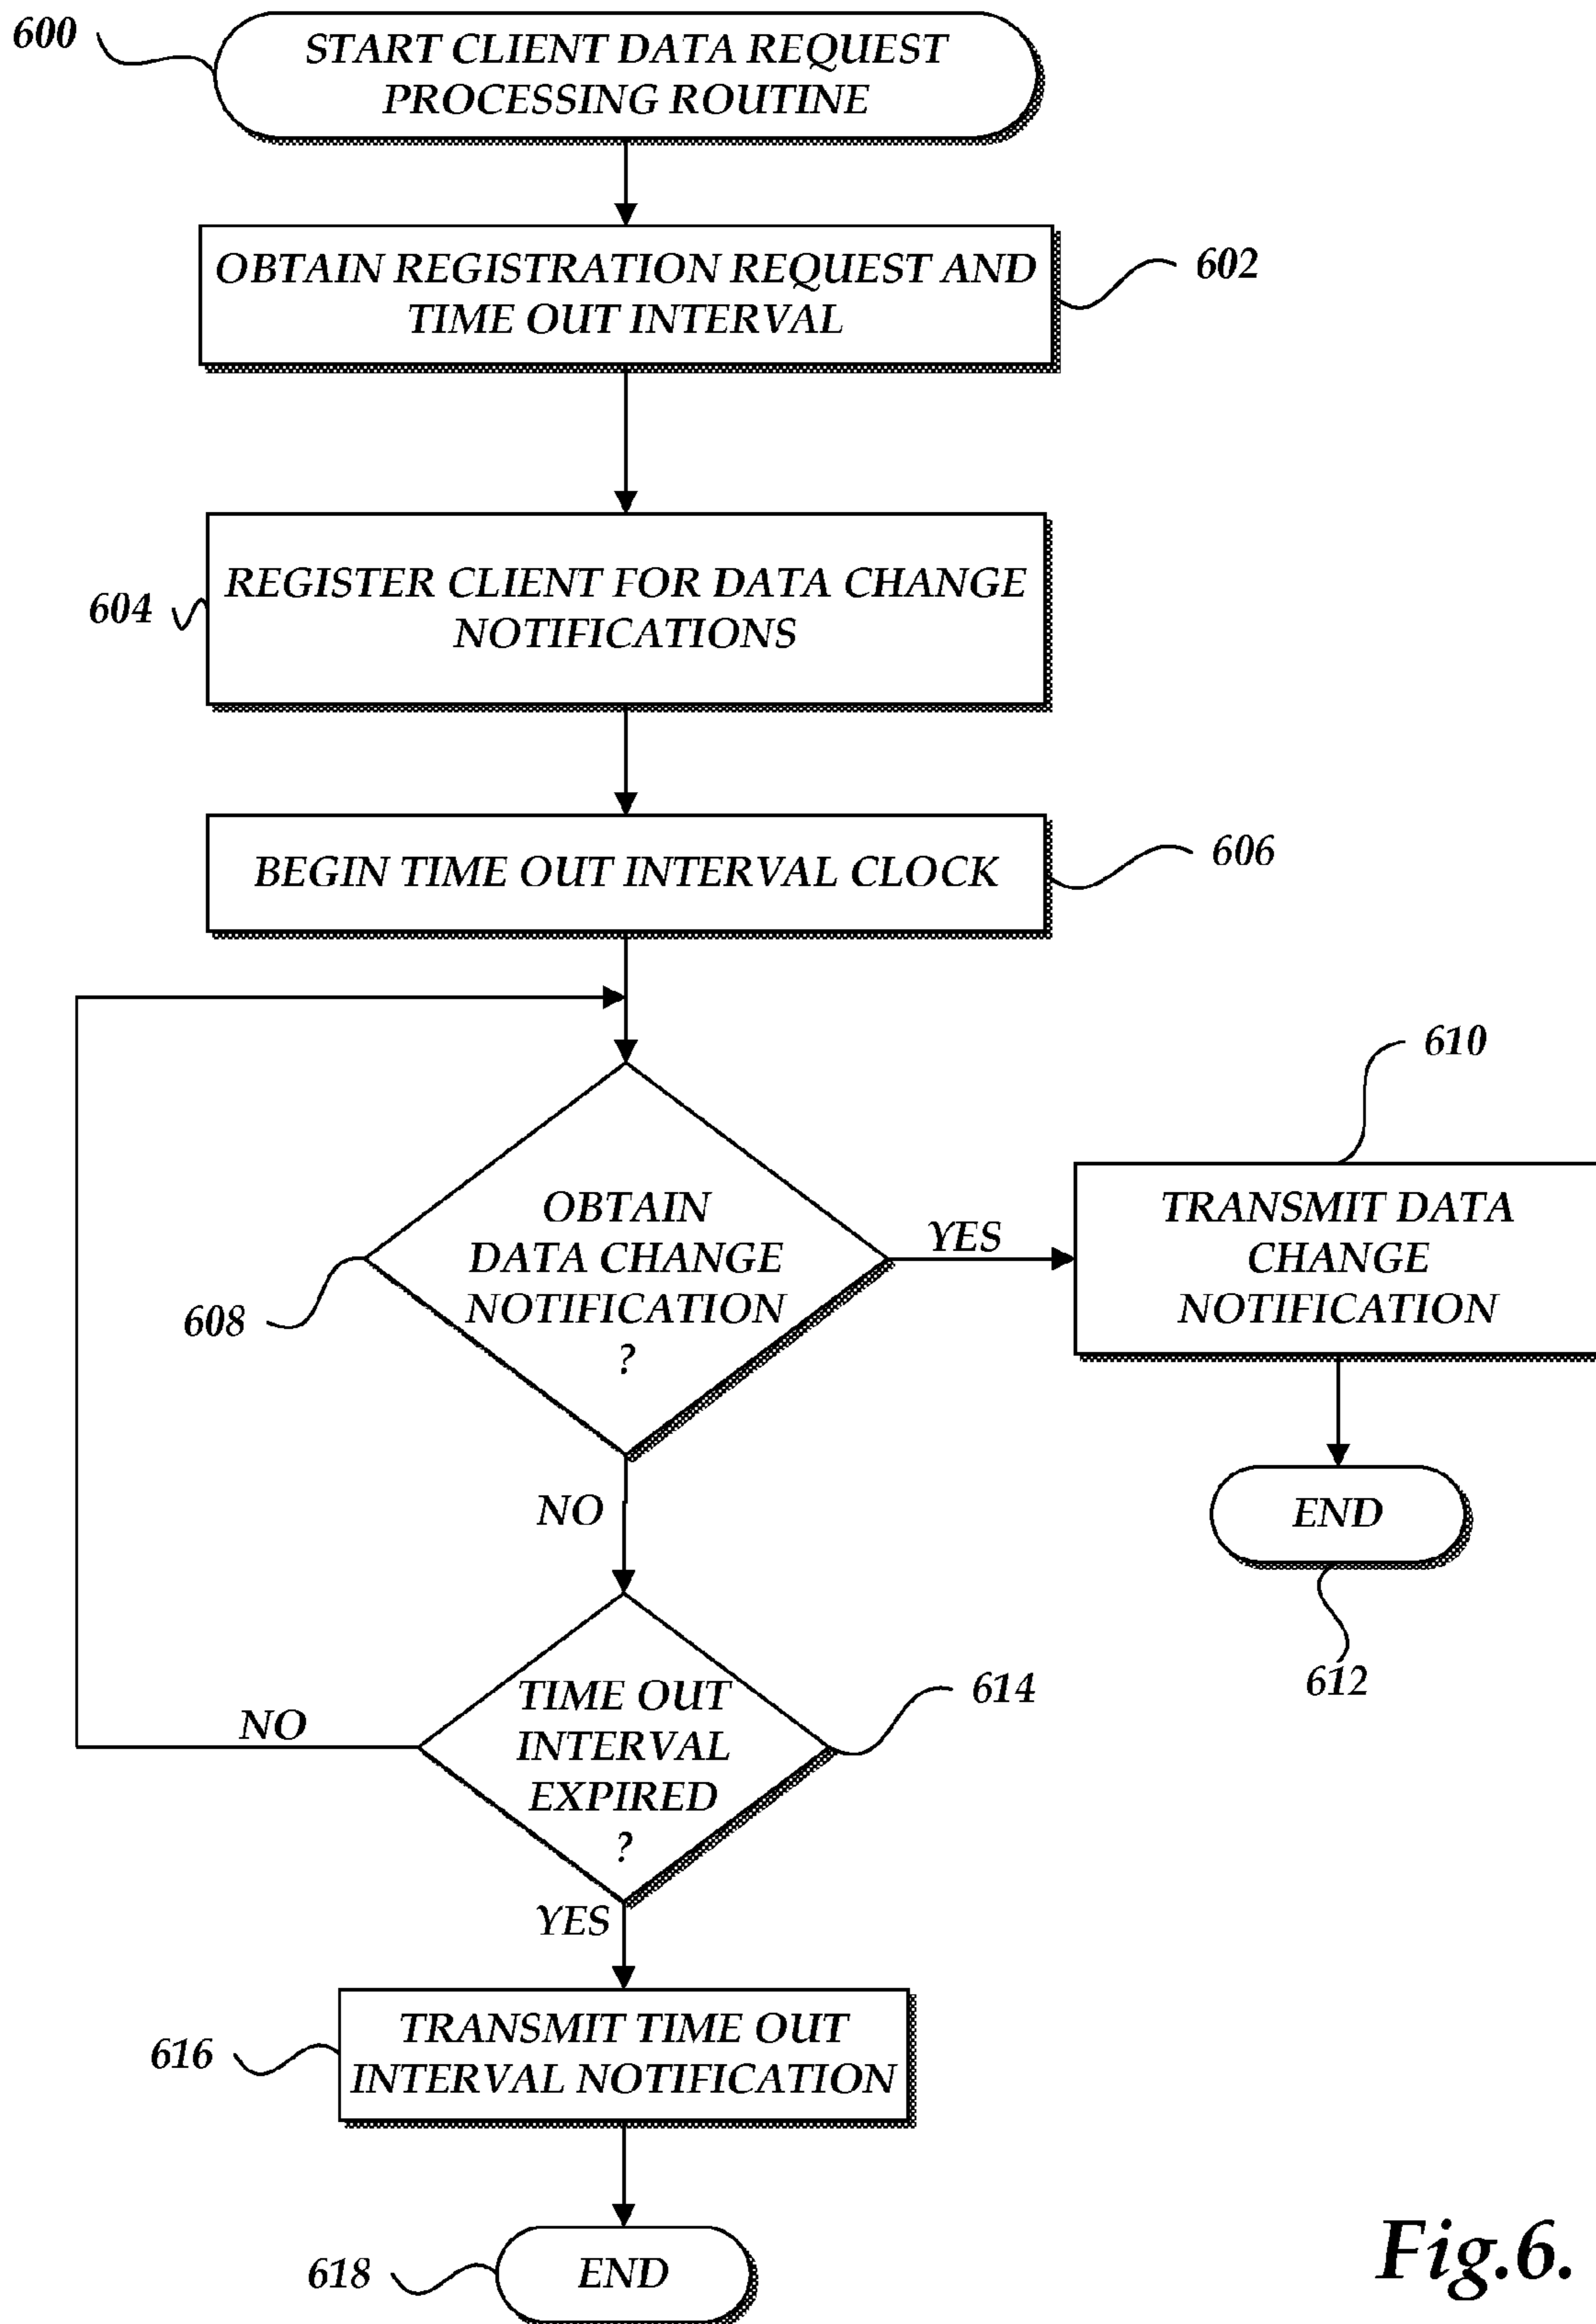 600
START CLIENT DATA REQUEST
PROCESSING ROUTINE
OBTAIN REGISTRATION REQUEST AND
TIME OUT INTERVAL
602
REGISTER CLIENT FOR DATA CHANGE
NOTIFICATIONS
604
BEGIN TIME OUT INTERVAL CLOCK
606
OBTAIN
DATA CHANGE
NOTIFICATION
?
608
YES
610
TRANSMIT DATA
CHANGE
NOTIFICATION
END
612
NO
TIME OUT
INTERVAL
EXPIRED
?
614
NO
YES
TRANSMIT TIME OUT
INTERVAL NOTIFICATION
616
END
618
Fig.6.